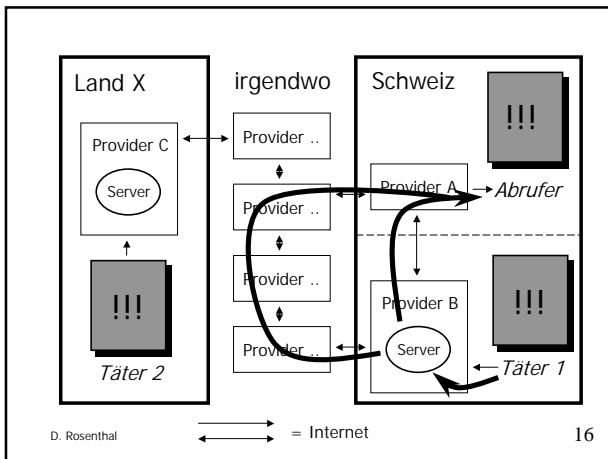 Land X
irgendwo
Schweiz
!!!
Provider C
Server
Provider ..
Provider A
Abrufer
Provider ..
!!!
Täter 2
Provider ..
Provider B
Server
!!!
Täter 1
Provider ..
D. Rosenthal
= Internet
16